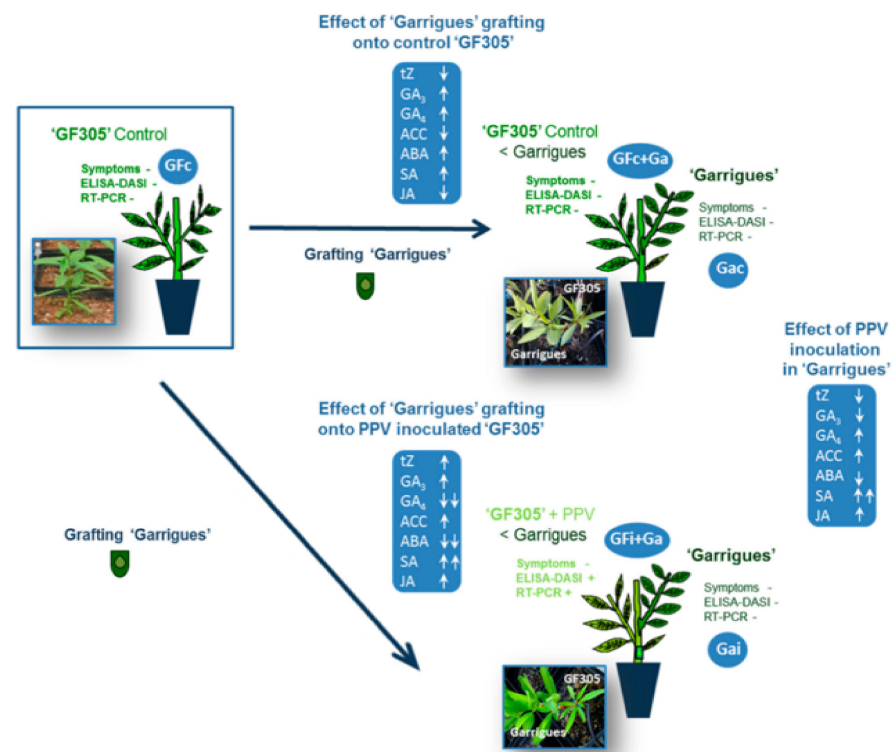 Effect of ‘Garrigues’ grafting
onto control ‘GF305’
tZ ↓
GA3 ↑
GA4 ↑
ACC ↓
ABA ↑
SA ↑
JA ↓
‘GF305’ Control
GFc
Symptoms -
ELISA-DASI -
RT-PCR -
Grafting ‘Garrigues’
‘GF305’ Control
< Garrigues
GFc+Ga
Symptoms -
ELISA-DASI -
RT-PCR -
‘Garrigues’
Symptoms -
ELISA-DASI -
RT-PCR -
Gac
GF305
Garrigues
Effect of PPV
inoculation
in ‘Garrigues’
tZ ↓
GA3 ↓
GA4 ↑
ACC ↑
ABA ↓
SA ↑↑
JA ↑
Effect of ‘Garrigues’ grafting
onto PPV inoculated ‘GF305’
tZ ↑
GA3 ↑
GA4 ↓↓
ACC ↑
ABA ↓↓
SA ↑↑
JA ↑
Grafting ‘Garrigues’
‘GF305’ + PPV
< Garrigues
GFi+Ga
Symptoms -
ELISA-DASI +
RT-PCR +
‘Garrigues’
Symptoms -
ELISA-DASI -
RT-PCR -
Gai
GF305
Garrigues